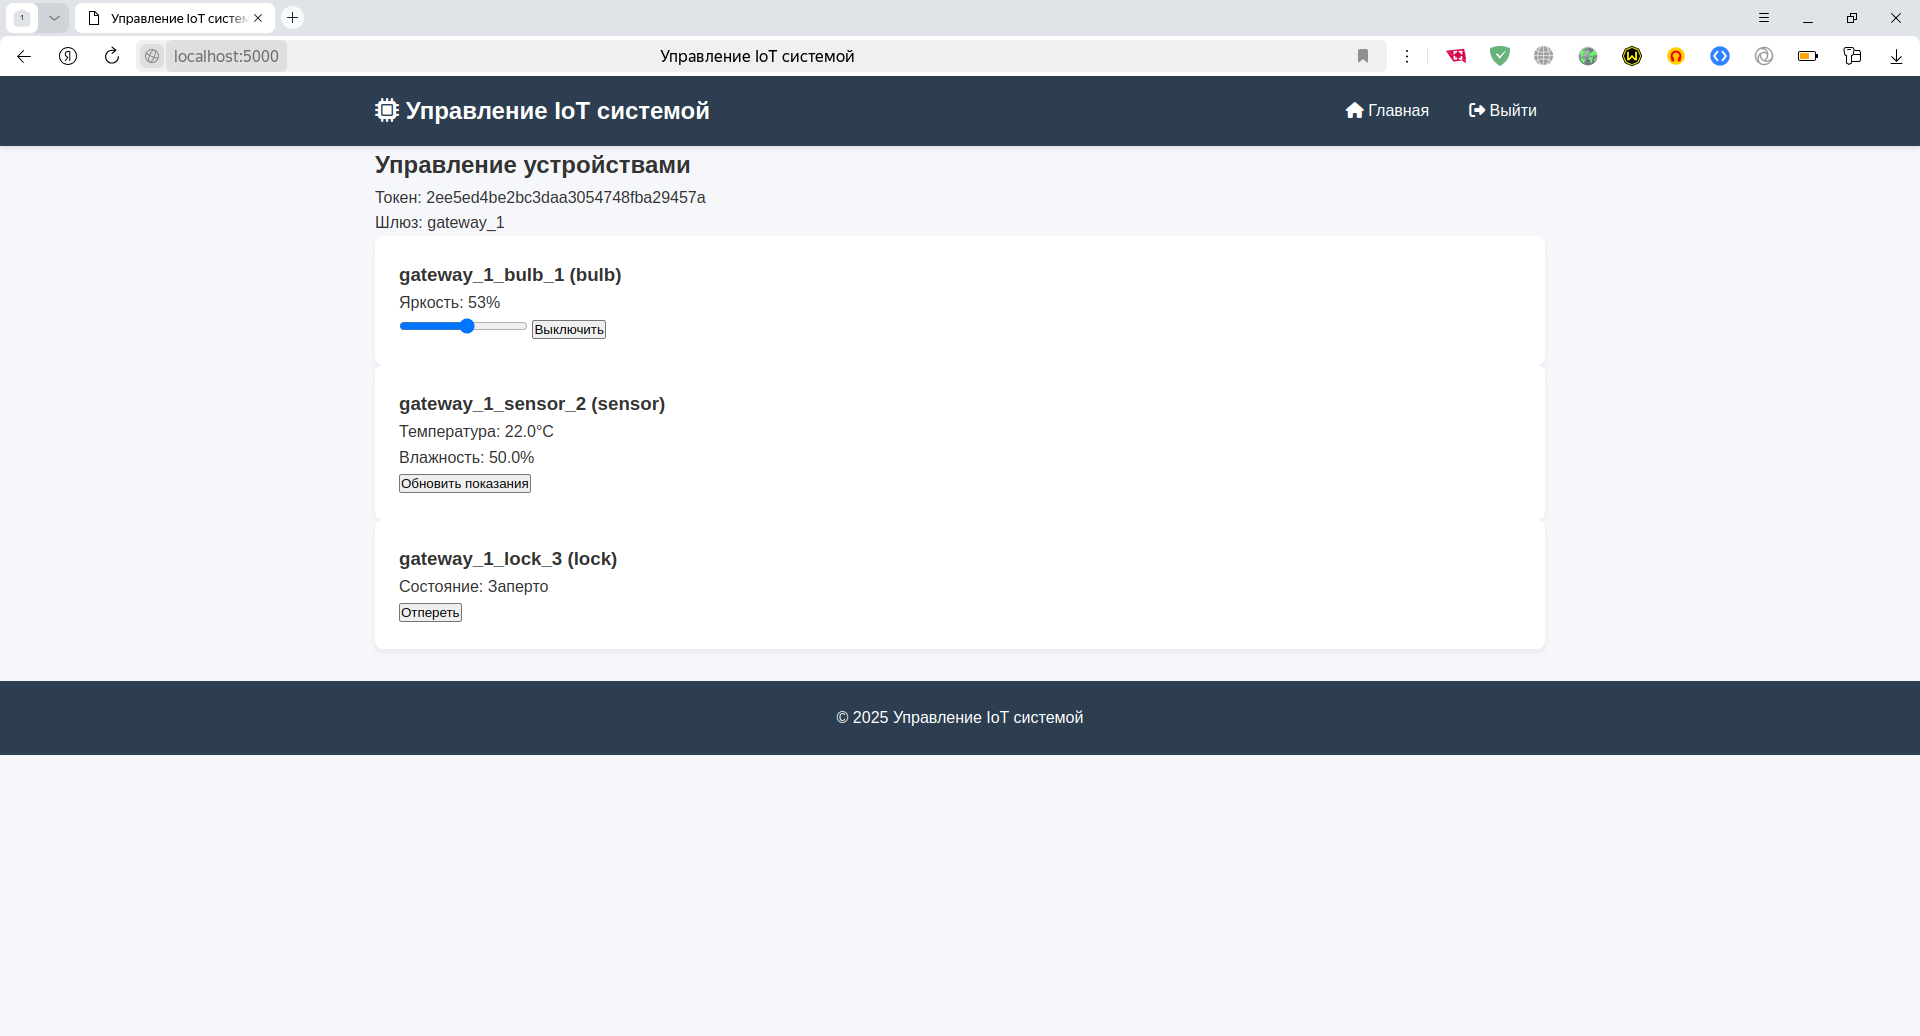 1
Управление IoT систем
localhost:5000
Управление IoT системой
Управление IoT системой
Главная
Выйти
Управление устройствами
Токен: 2ee5ed4be2bc3daa3054748fba29457a
Шлюз: gateway_1
gateway_1_bulb_1 (bulb)
Яркость: 53%
Выключить
gateway_1_sensor_2 (sensor)
Температура: 22.0°C
Влажность: 50.0%
Обновить показания
gateway_1_lock_3 (lock)
Состояние: Заперто
Отпереть
© 2025 Управление IoT системой